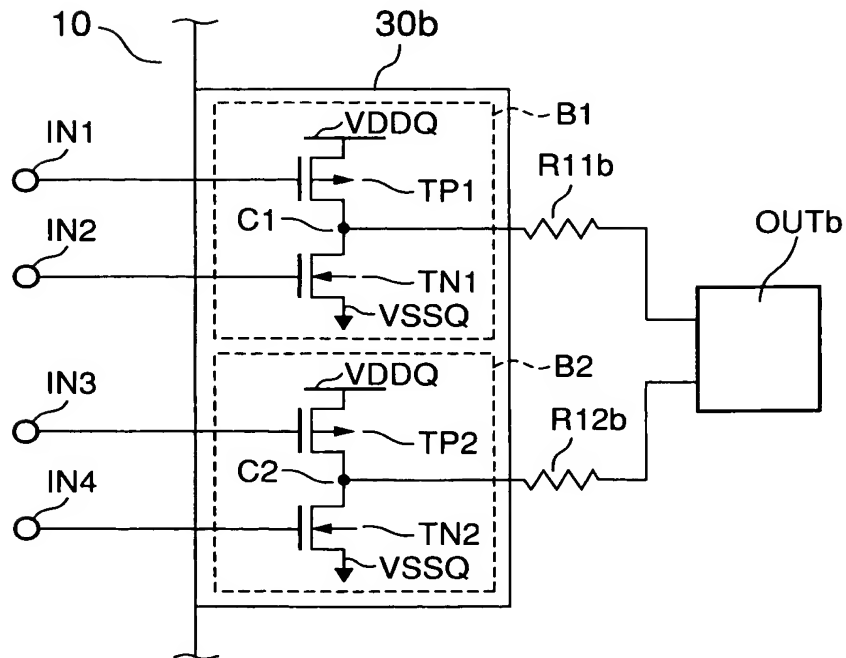 10
30b
B1
VDDQ
IN1
TP1
R11b
C1
IN2
OUTb
TN1
VSSQ
B2
VDDQ
IN3
TP2
R12b
C2
IN4
TN2
VSSQ